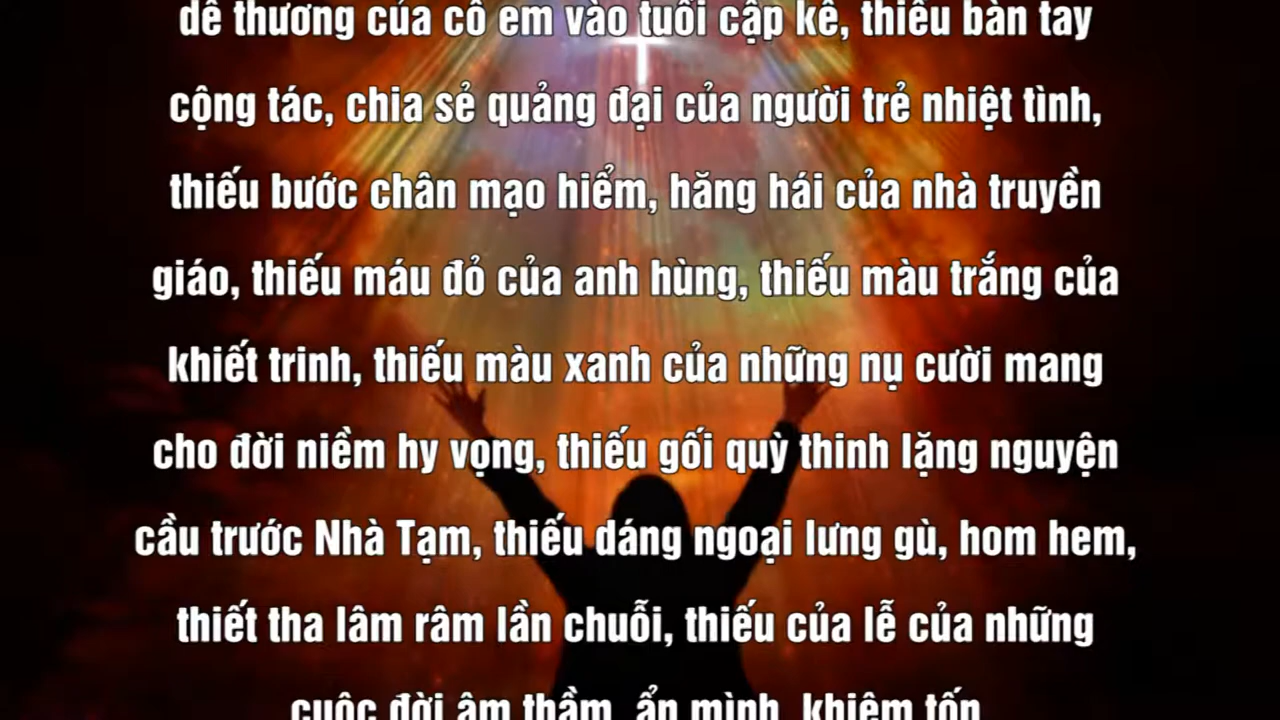 dễ thương của cô em vào tuổi cập kê, thiếu bàn tay
cộng tác, chia sẻ quảng đại của người trẻ nhiệt tình,
thiếu bước chân mạo hiểm, hăng hái của nhà truyền
giáo, thiếu máu đỏ của anh hùng, thiếu màu trắng của
khiết trinh, thiếu màu xanh của những nụ cười mang
cho đời niềm hy vọng, thiếu gối quỳ thinh lặng nguyện
cầu trước Nhà Tạm, thiếu dáng ngoại lưng gù, hom hem,
thiết tha lâm râm lần chuỗi, thiếu của lễ của những
cuộc đời âm thầm, ẩn mình, khiêm tốn